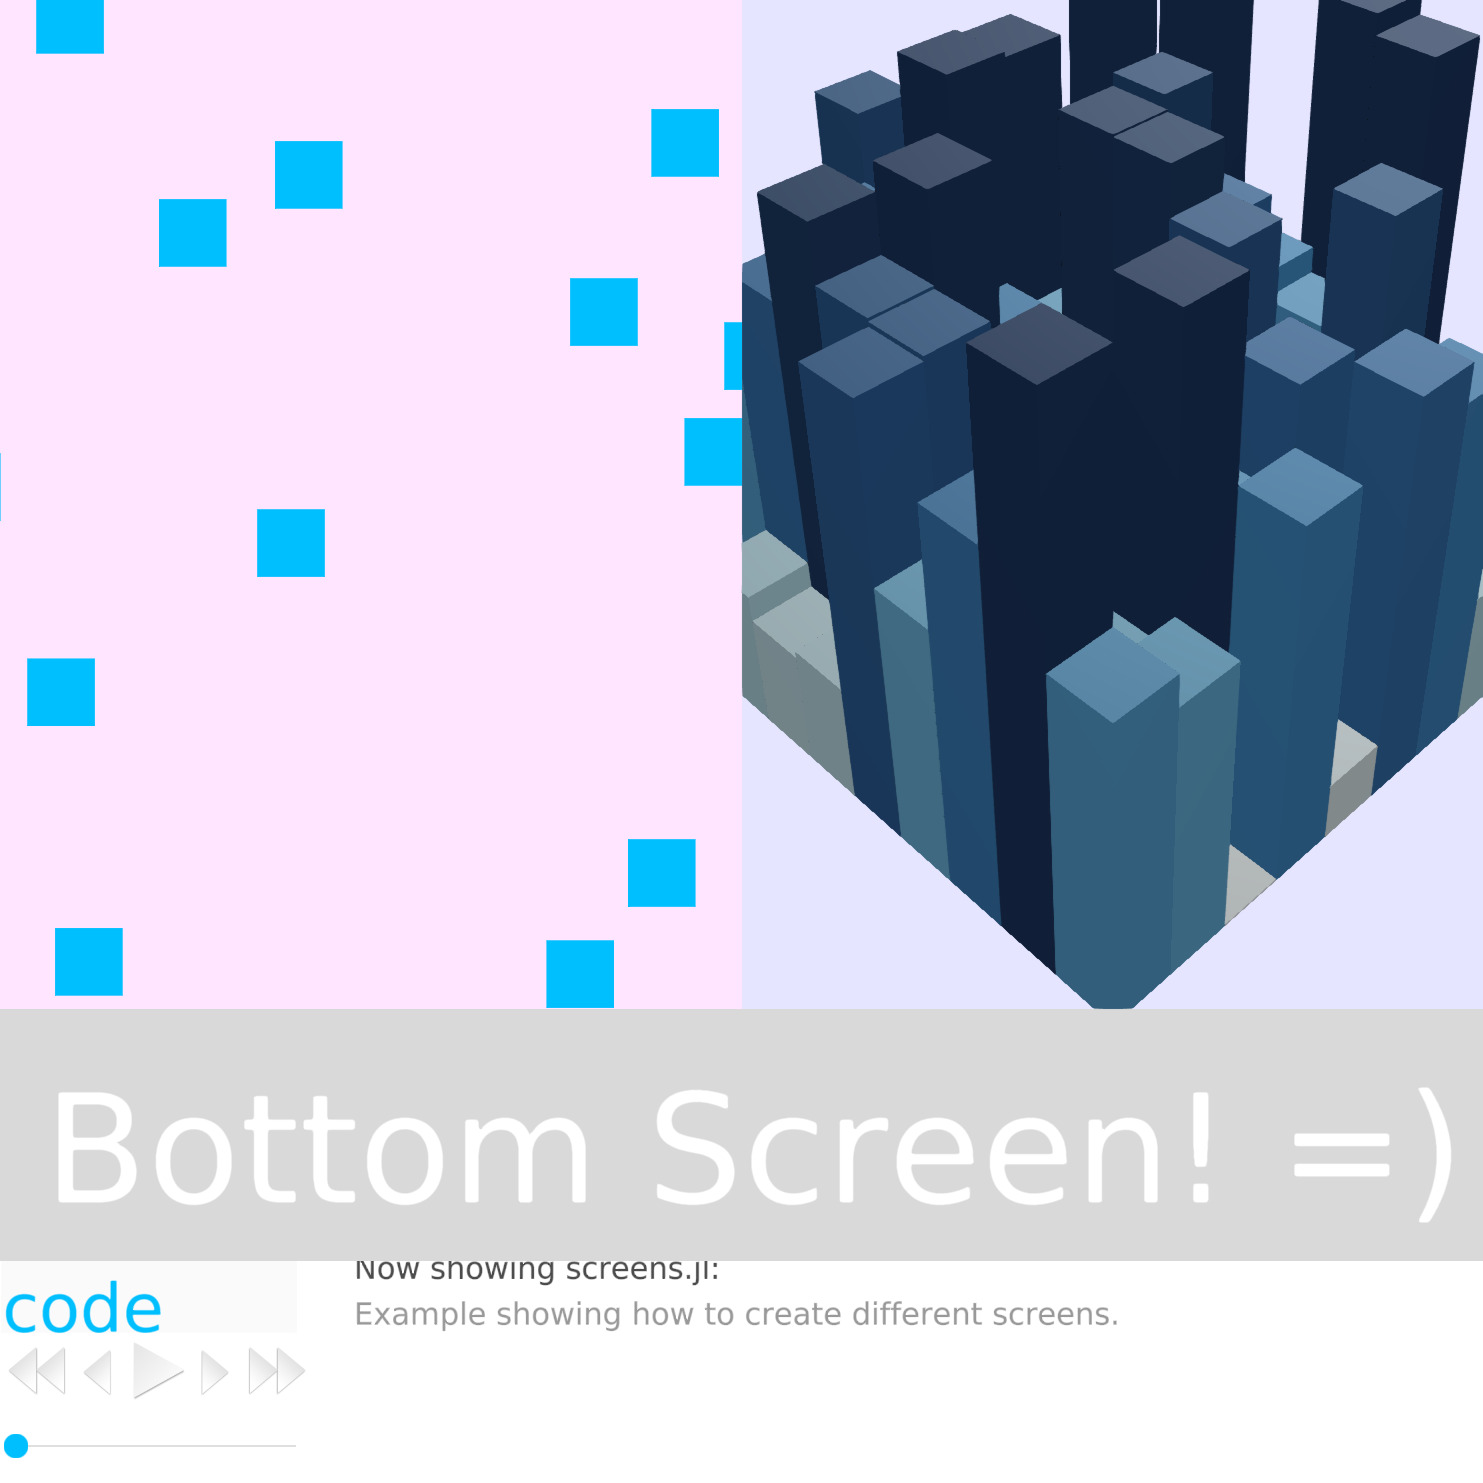 Bottom Screen! =)
Now showing screens.jl:
code
Example showing how to create different screens.